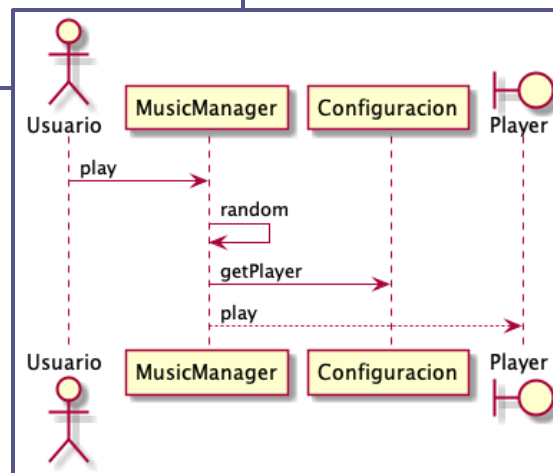 Usuario
MusicManager
Configuracion
Player
play
random
getPlayer
play
Usuario
MusicManager
Configuracion
Player